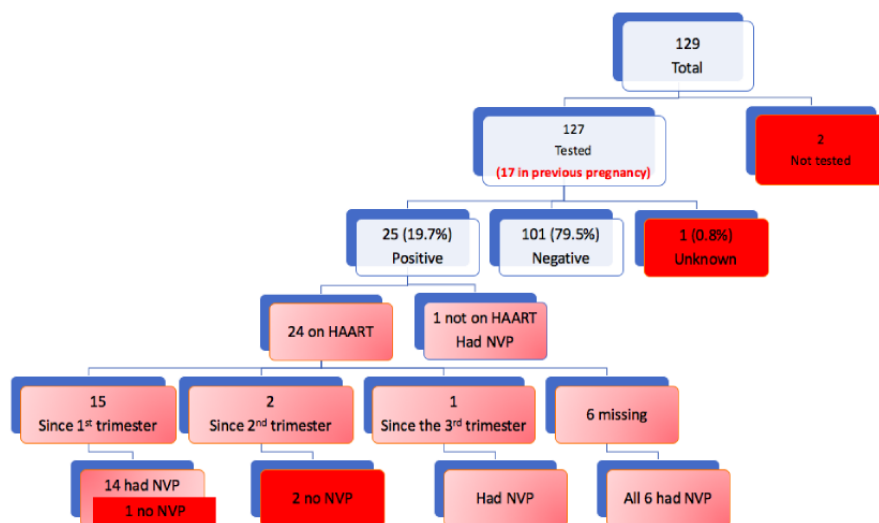 129
Total
127
Tested
(17 in previous pregnancy)
2
Not tested
25 (19.7%)
Positive
101 (79.5%)
Negative
1 (0.8%)
Unknown
24 on HAART
1 not on HAART
Had NVP
15
Since 1st trimester
2
Since 2nd trimester
1
Since the 3rd trimester
6 missing
14 had NVP
1 no NVP
2 no NVP
Had NVP
All 6 had NVP